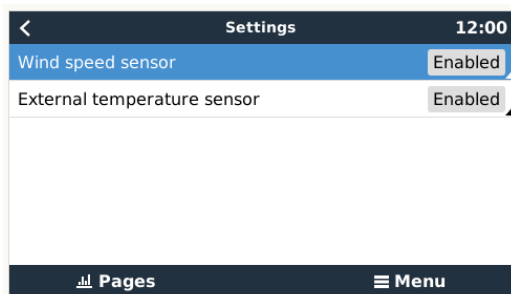 Settings 12:00
Wind speed sensor Enabled
External temperature sensor Enabled
Pages Menu